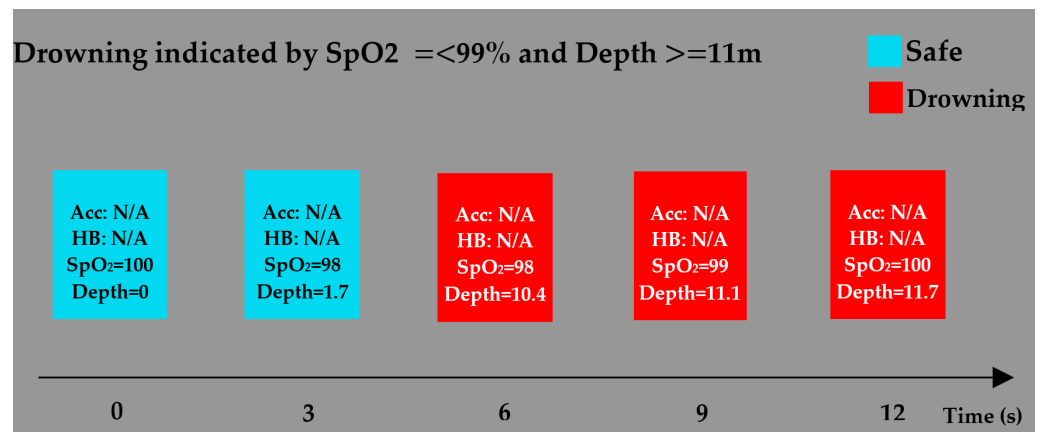 Drowning indicated by SpO2 =<99% and Depth >=11m
Safe
Drowning
Acc: N/A
HB: N/A
SpO₂=100
Depth=0
Acc: N/A
HB: N/A
SpO₂=98
Depth=1.7
Acc: N/A
HB: N/A
SpO₂=98
Depth=10.4
Acc: N/A
HB: N/A
SpO₂=99
Depth=11.1
Acc: N/A
HB: N/A
SpO₂=100
Depth=11.7
0 3 6 9 12 Time (s)